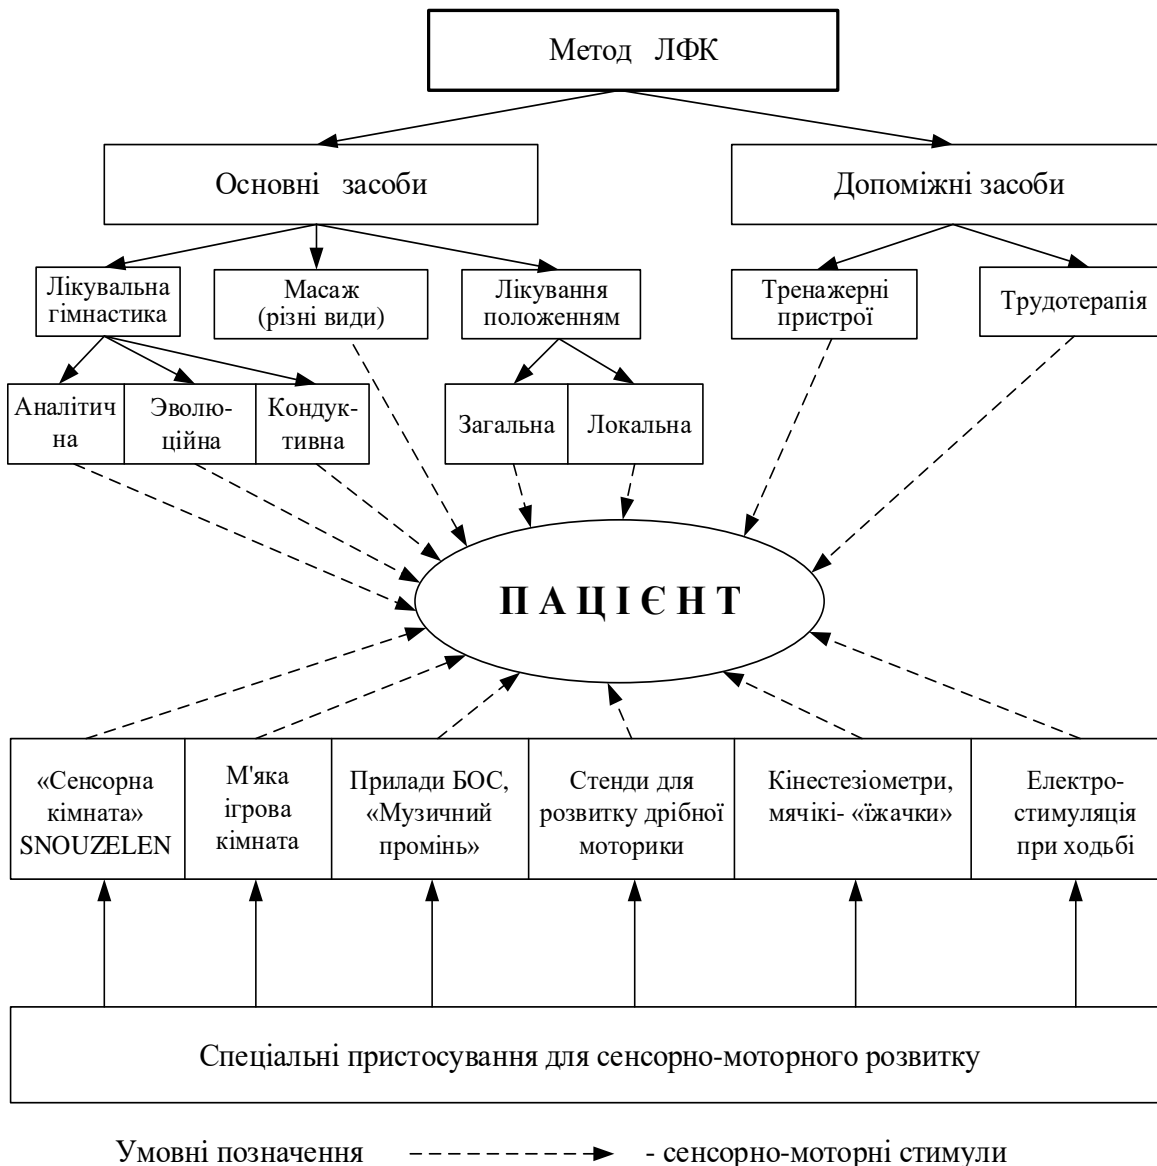 Метод ЛФК
Основні засоби
Допоміжні засоби
Лікувальна
гімнастика
Масаж
(різні види)
Лікування
положенням
Тренажерні
пристрої
Трудотерапія
Аналітич
на
Эволю-
ційна
Кондук-
тивна
Загальна
Локальна
ПАЦІЄНТ
«Сенсорна
кімната»
SNOUZELEN
М'яка
ігрова
кімната
Прилади БОС,
«Музичний
промінь»
Стенди для
розвитку дрібної
моторики
Кінестезіометри,
мячікі- «їжачки»
Електро-
стимуляція
при ходьбі
Спеціальні пристосування для сенсорно-моторного розвитку
Умовні позначення - сенсорно-моторні стимули